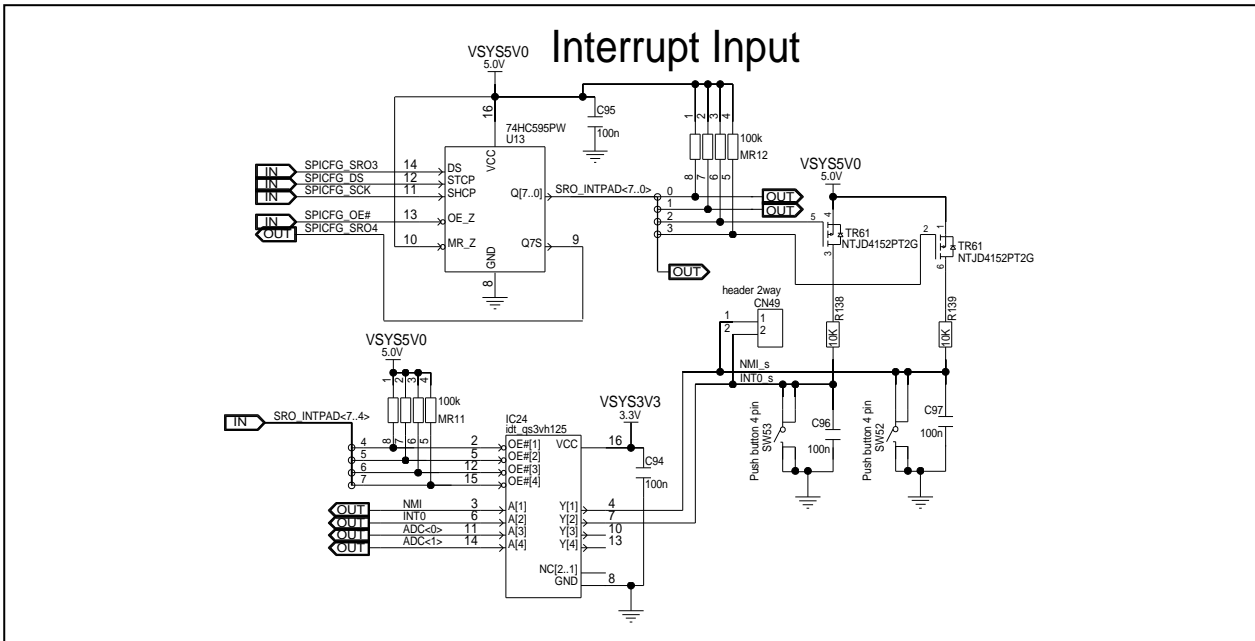 Interrupt Input
VSYS5V0
5.0V
16
74HC595PW
U13
C95
100n
1 2 3 4
100k
MR12
8 7 6 5
VCC
IN SPICFG_SRO3 14 DS
IN SPICFG_DS 12 STCP
IN SPICFG_SCK 11 SHCP
IN SPICFG_OE# 13 OE_Z
OUT SPICFG_SRO4
10 MR_Z
Q[7..0] SRO_INTPAD<7..0>
Q7S 9
GND
8
0 OUT
1 OUT
2
3
OUT
VSYS5V0
5.0V
5 4
TR61
NTJD4152PT2G
3
2 1
TR61
NTJD4152PT2G
6
R138
10K
R139
10K
header 2way
CN49
1 1
2 2
NMI_s
INT0_s
VSYS5V0
5.0V
1 2 3 4
100k
MR11
8 7 6 5
IN SRO_INTPAD<7..4>
4 2 OE#[1]
5 5 OE#[2]
6 12 OE#[3]
7 15 OE#[4]
IC24
idt_qs3vh125
VSYS3V3
3.3V
VCC 16
C94
100n
OUT NMI 3 A[1]
OUT INT0 6 A[2]
OUT ADC<0> 11 A[3]
OUT ADC<1> 14 A[4]
Y[1] 4
Y[2] 7
Y[3] 10
Y[4] 13
NC[2..1]
GND 8
Push button 4 pin
SW53
C96
100n
Push button 4 pin
SW52
C97
100n